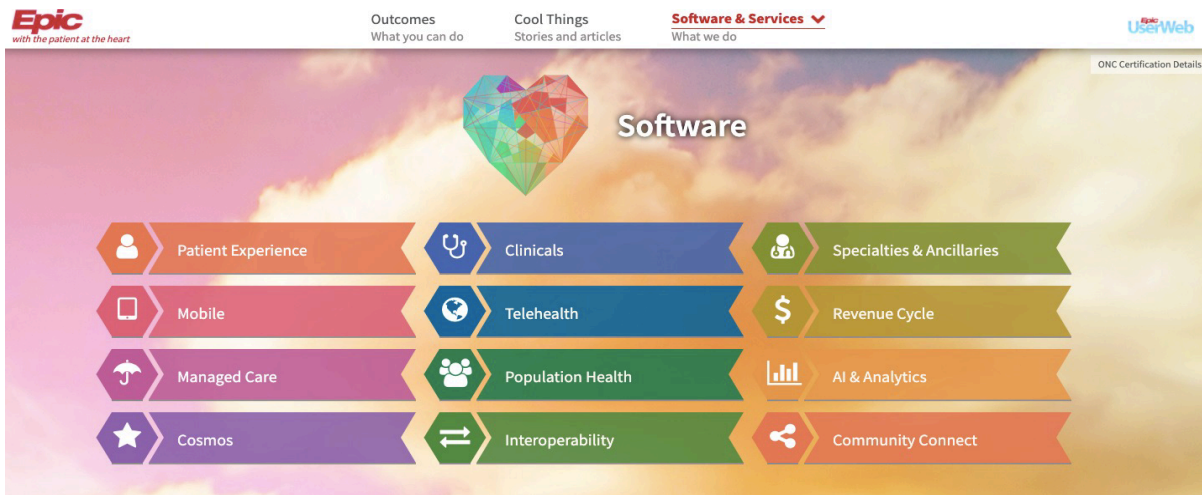 Epic
with the patient at the heart
Outcomes
What you can do
Cool Things
Stories and articles
Software & Services
What we do
Epic
UserWeb
ONC Certification Details
Software
Patient Experience
Clinicals
Specialties & Ancillaries
Mobile
Telehealth
Revenue Cycle
$
Managed Care
Population Health
AI & Analytics
Cosmos
Interoperability
Community Connect